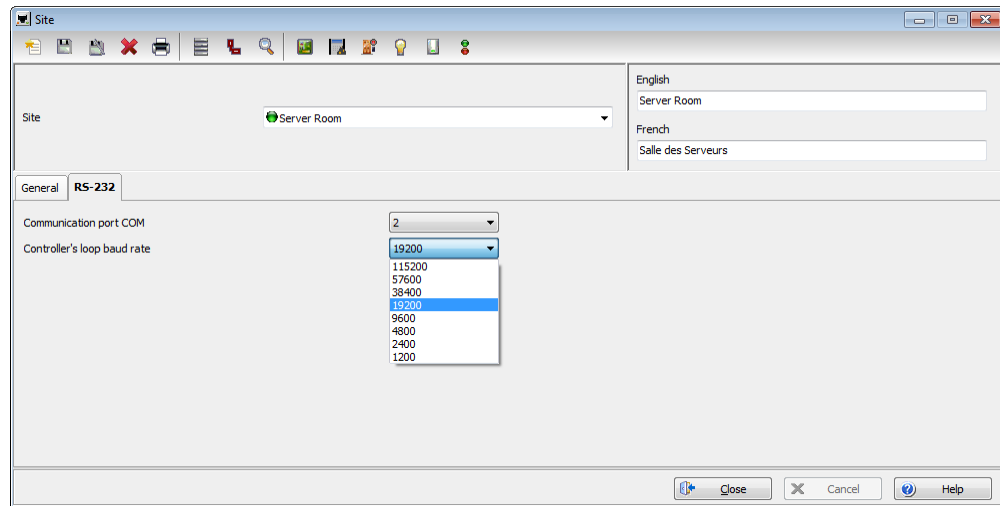 Site
English
Server Room
Site
Server Room
French
Salle des Serveurs
General
RS-232
Communication port COM
2
Controller's loop baud rate
19200
115200
57600
38400
19200
9600
4800
2400
1200
Close
Cancel
Help